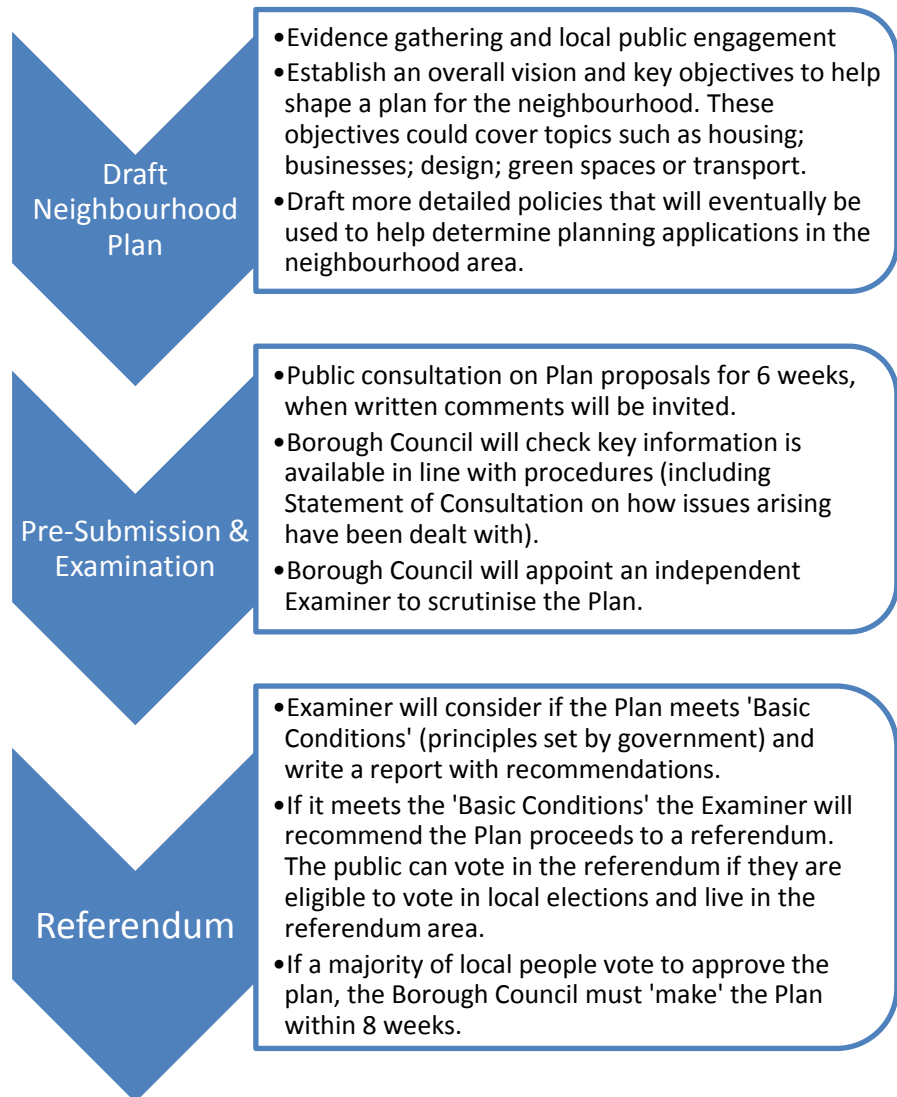 Draft
Neighbourhood
Plan
•Evidence gathering and local public engagement
•Establish an overall vision and key objectives to help
shape a plan for the neighbourhood. These
objectives could cover topics such as housing;
businesses; design; green spaces or transport.
•Draft more detailed policies that will eventually be
used to help determine planning applications in the
neighbourhood area.
Pre-Submission &
Examination
•Public consultation on Plan proposals for 6 weeks,
when written comments will be invited.
•Borough Council will check key information is
available in line with procedures (including
Statement of Consultation on how issues arising
have been dealt with).
•Borough Council will appoint an independent
Examiner to scrutinise the Plan.
Referendum
•Examiner will consider if the Plan meets 'Basic
Conditions' (principles set by government) and
write a report with recommendations.
•If it meets the 'Basic Conditions' the Examiner will
recommend the Plan proceeds to a referendum.
The public can vote in the referendum if they are
eligible to vote in local elections and live in the
referendum area.
•If a majority of local people vote to approve the
plan, the Borough Council must 'make' the Plan
within 8 weeks.